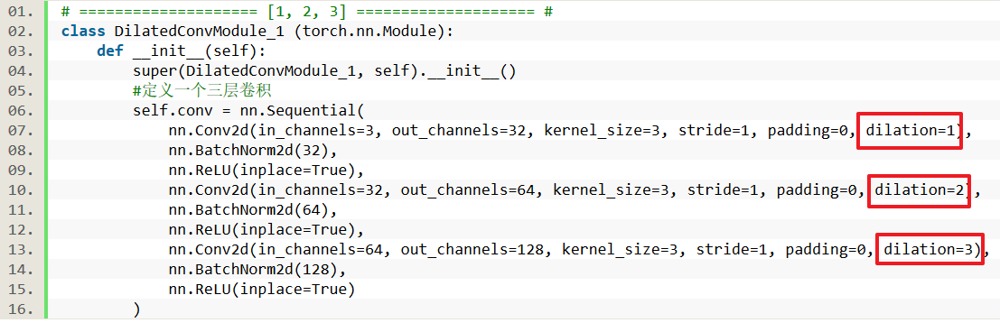 01. # ==================== [1, 2, 3] ==================== #
02. class DilatedConvModule_1 (torch.nn.Module):
03.     def __init__(self):
04.         super(DilatedConvModule_1, self).__init__()
05.         #定义一个三层卷积
06.         self.conv = nn.Sequential(
07.             nn.Conv2d(in_channels=3, out_channels=32, kernel_size=3, stride=1, padding=0, dilation=1),
08.             nn.BatchNorm2d(32),
09.             nn.ReLU(inplace=True),
10.             nn.Conv2d(in_channels=32, out_channels=64, kernel_size=3, stride=1, padding=0, dilation=2),
11.             nn.BatchNorm2d(64),
12.             nn.ReLU(inplace=True),
13.             nn.Conv2d(in_channels=64, out_channels=128, kernel_size=3, stride=1, padding=0, dilation=3),
14.             nn.BatchNorm2d(128),
15.             nn.ReLU(inplace=True)
16.         )